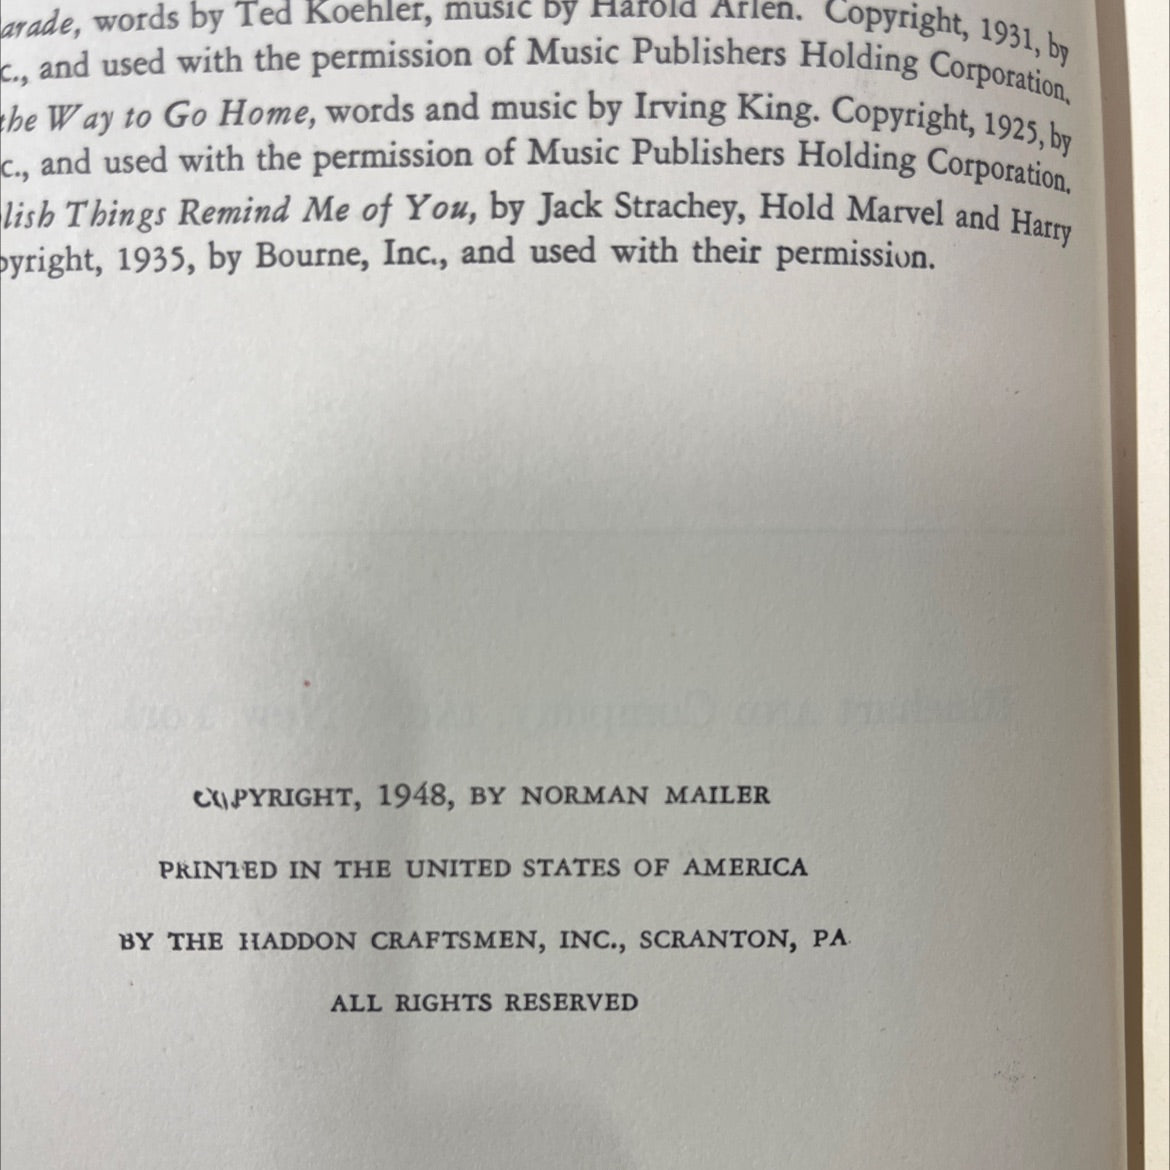 arade, words by Ted Koehler, music by Harold Arlen. Copyright, 1931, by
c., and used with the permission of Music Publishers Holding Corporation.
the Way to Go Home, words and music by Irving King. Copyright, 1925, by
c., and used with the permission of Music Publishers Holding Corporation.
lish Things Remind Me of You, by Jack Strachey, Hold Marvel and Harry
pyright, 1935, by Bourne, Inc., and used with their permission.
COPYRIGHT, 1948, BY NORMAN MAILER
PRINTED IN THE UNITED STATES OF AMERICA
BY THE HADDON CRAFTSMEN, INC., SCRANTON, PA.
ALL RIGHTS RESERVED